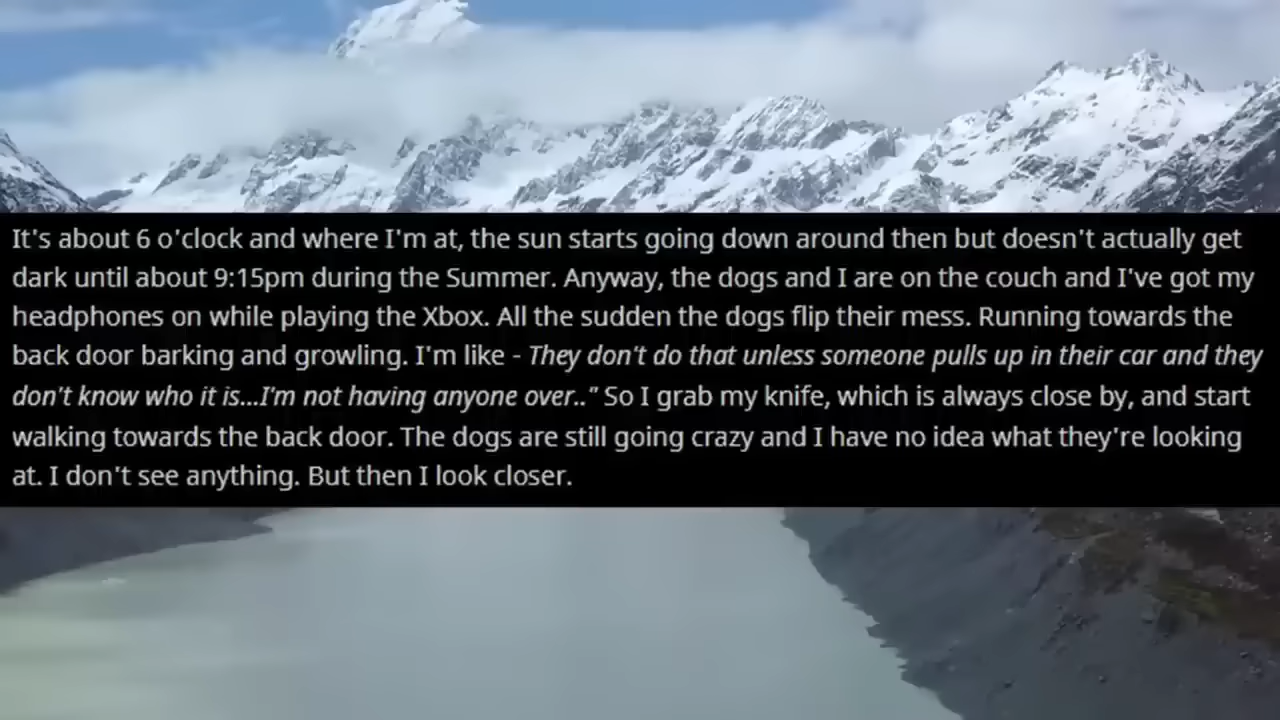 It's about 6 o'clock and where I'm at, the sun starts going down around then but doesn't actually get
dark until about 9:15pm during the Summer. Anyway, the dogs and I are on the couch and I've got my
headphones on while playing the Xbox. All the sudden the dogs flip their mess. Running towards the
back door barking and growling. I'm like - They don't do that unless someone pulls up in their car and they
don't know who it is...I'm not having anyone over.." So I grab my knife, which is always close by, and start
walking towards the back door. The dogs are still going crazy and I have no idea what they're looking
at. I don't see anything. But then I look closer.